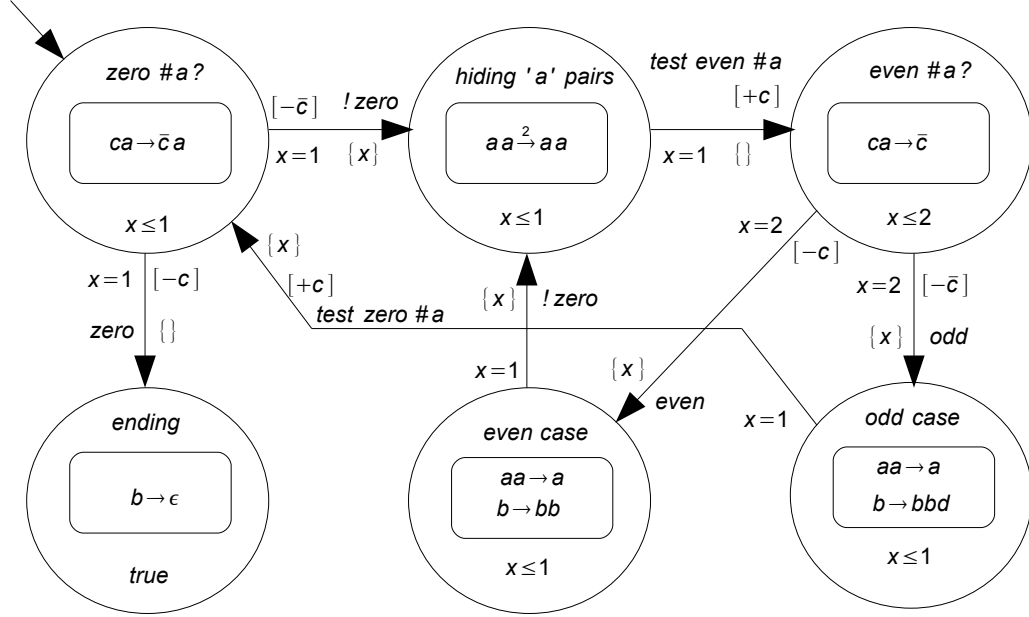 zero #a?
ca→c̄ a
x≤1
[−c̄] ! zero
x=1 {x}
hiding 'a' pairs
aa 2→ aa
x≤1
test even #a
[+c]
x=1 {}
even #a?
ca→c̄
x≤2
x=1 [−c]
zero {}
{x}
[+c]
test zero #a
{x} ! zero
x=1
x=2
[−c]
{x}
even
x=2 [−c̄]
{x} odd
x=1
ending
b→ϵ
true
even case
aa→a
b→bb
x≤1
odd case
aa→a
b→bbd
x≤1